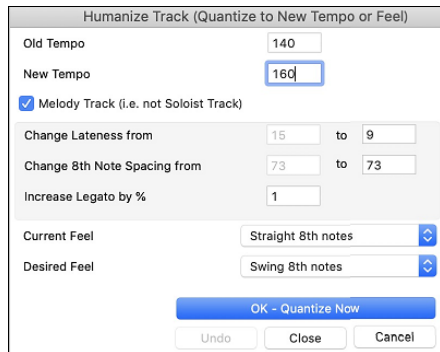 Humanize Track (Quantize to New Tempo or Feel)
Old Tempo 140
New Tempo 160
Melody Track (i.e. not Soloist Track)
Change Lateness from 15 to 9
Change 8th Note Spacing from 73 to 73
Increase Legato by % 1
Current Feel Straight 8th notes
Desired Feel Swing 8th notes
OK - Quantize Now
Undo Close Cancel